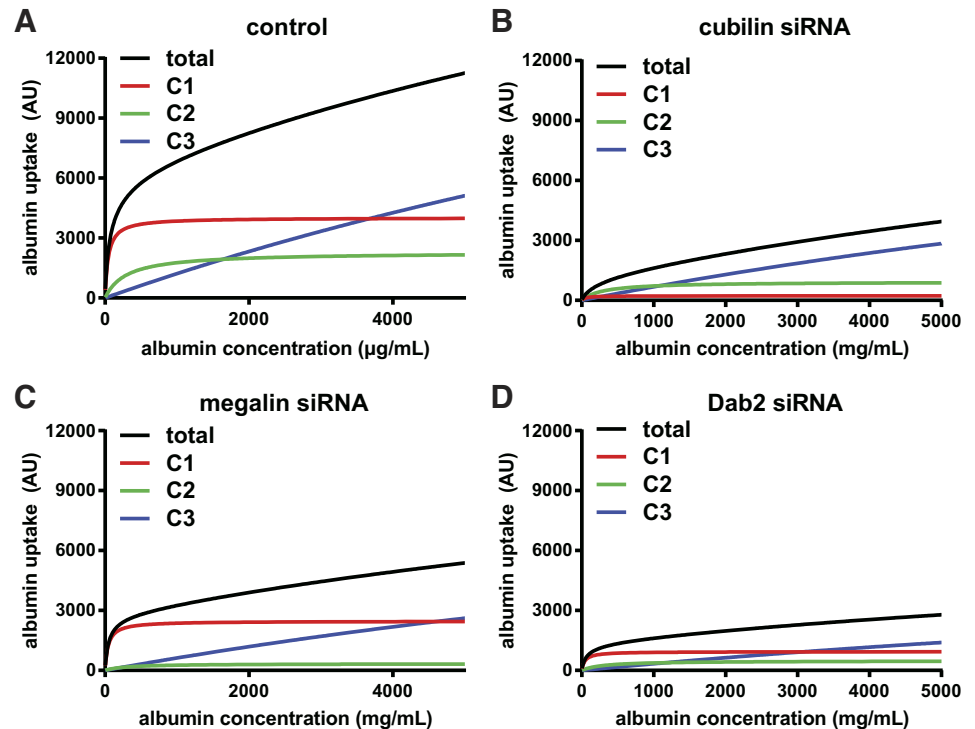 A
control
12000
9000
6000
3000
0
albumin uptake (AU)
total
C1
C2
C3
0 2000 4000
albumin concentration (µg/mL)
B
cubilin siRNA
12000
9000
6000
3000
0
albumin uptake (AU)
total
C1
C2
C3
0 1000 2000 3000 4000 5000
albumin concentration (mg/mL)
C
megalin siRNA
12000
9000
6000
3000
0
albumin uptake (AU)
total
C1
C2
C3
0 2000 4000
albumin concentration (mg/mL)
D
Dab2 siRNA
12000
9000
6000
3000
0
albumin uptake (AU)
total
C1
C2
C3
0 1000 2000 3000 4000 5000
albumin concentration (mg/mL)